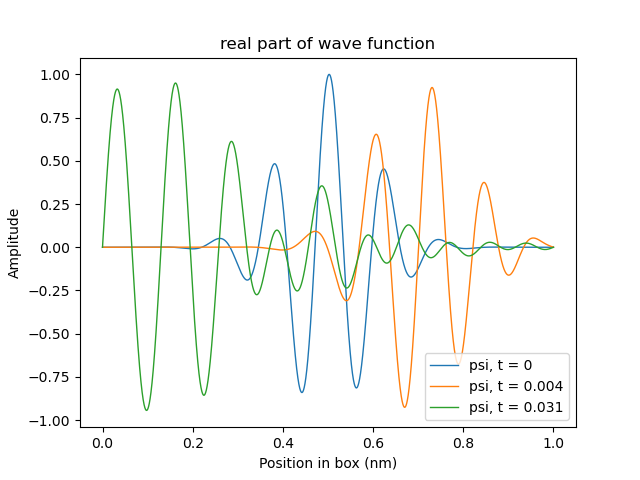 real part of wave function
Amplitude
1.00
0.75
0.50
0.25
0.00
−0.25
−0.50
−0.75
−1.00
0.0 0.2 0.4 0.6 0.8 1.0
Position in box (nm)
psi, t = 0
psi, t = 0.004
psi, t = 0.031